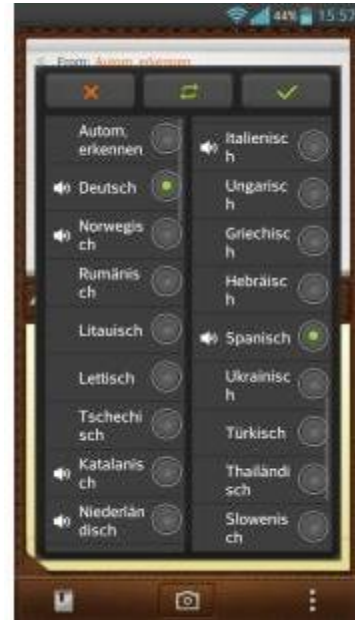 44% 15:57
From: Autom. erkennen
Autom.
erkennen
Deutsch
Norwegis
ch
Rumänis
ch
Litauisch
Lettisch
Tschechi
sch
Katalanis
ch
Niederlän
disch
Italienisc
h
Ungarisc
h
Griechisc
h
Hebräisc
h
Spanisch
Ukrainisc
h
Türkisch
Thailändi
sch
Slowenis
ch